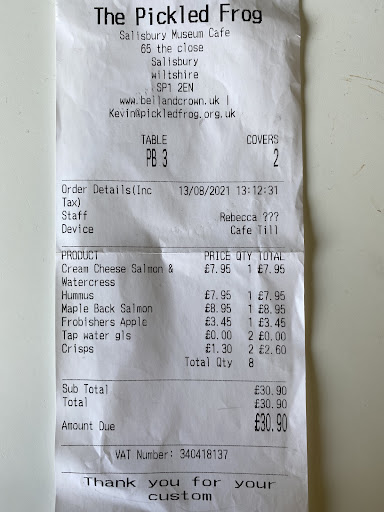 The Pickled Frog
Salisbury Museum Cafe
65 the close
Salisbury
wiltshire
SP1 2EN
www.bellandcrown.uk |
Kevin@pickledfrog.org.uk
TABLE COVERS
PB 3 2
Order Details(Inc 13/08/2021 13:12:31
Tax)
Staff Rebecca ???
Device Cafe Till
PRODUCT PRICE QTY TOTAL
Cream Cheese Salmon & £7.95 1 £7.95
Watercress
Hummus £7.95 1 £7.95
Maple Back Salmon £8.95 1 £8.95
Frobishers Apple £3.45 1 £3.45
Tap water gls £0.00 2 £0.00
Crisps £1.30 2 £2.60
Total Qty 8
Sub Total £30.90
Total £30.90
Amount Due £30.90
VAT Number: 340418137
Thank you for your
custom